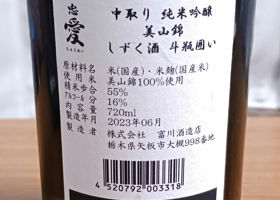 忠愛
ちゅうあい
中取り 純米吟醸
美山錦
しずく酒 斗瓶囲い
原材料名 米(国産)・米麹(国産米)
使用米 美山錦100%使用
精米歩合 55%
アルコール分 16%
内容量 720ml
製造年月 2023年06月
製造者 株式会社 富川酒造店
栃木県矢板市大槻998番地
4 520792 003318